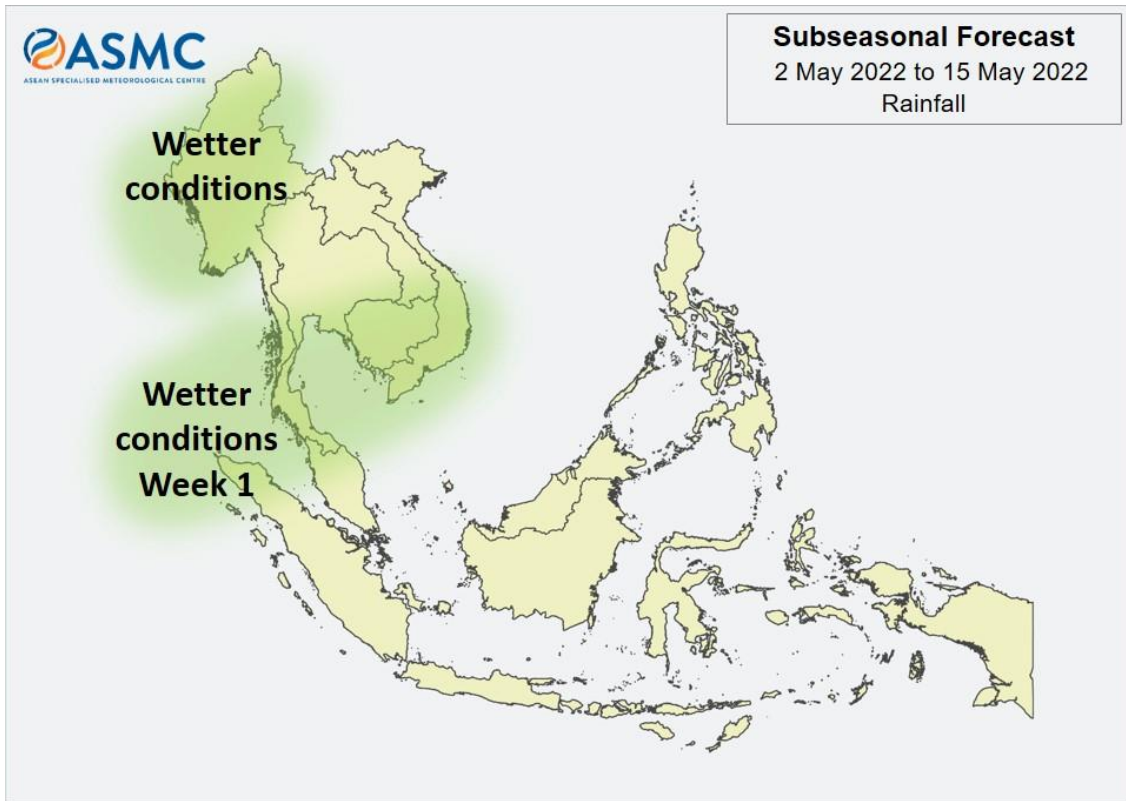 ASMC
ASEAN SPECIALISED METEOROLOGICAL CENTRE
Subseasonal Forecast
2 May 2022 to 15 May 2022
Rainfall
Wetter
conditions
Wetter
conditions
Week 1